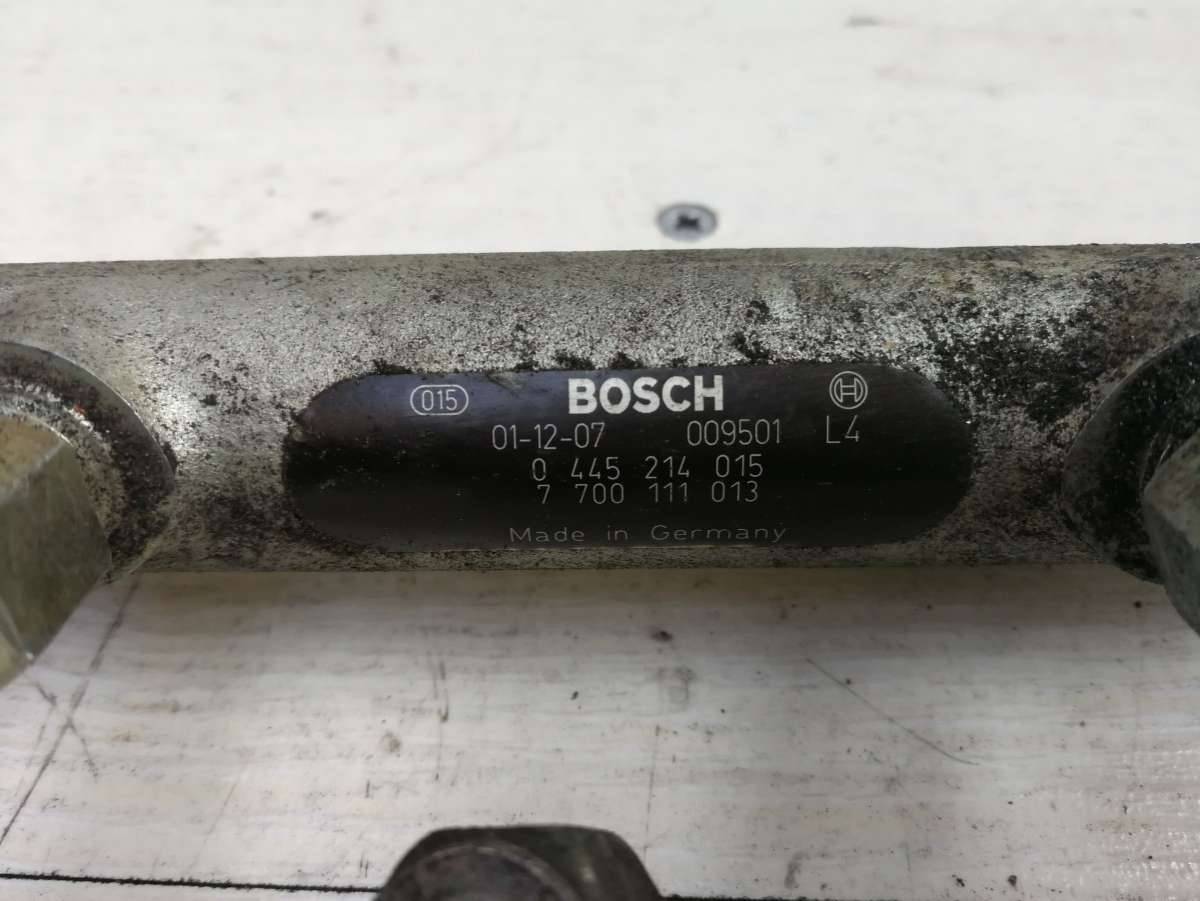 015 BOSCH
01-12-07 009501 L4
0 445 214 015
7 700 111 013
Made in Germany